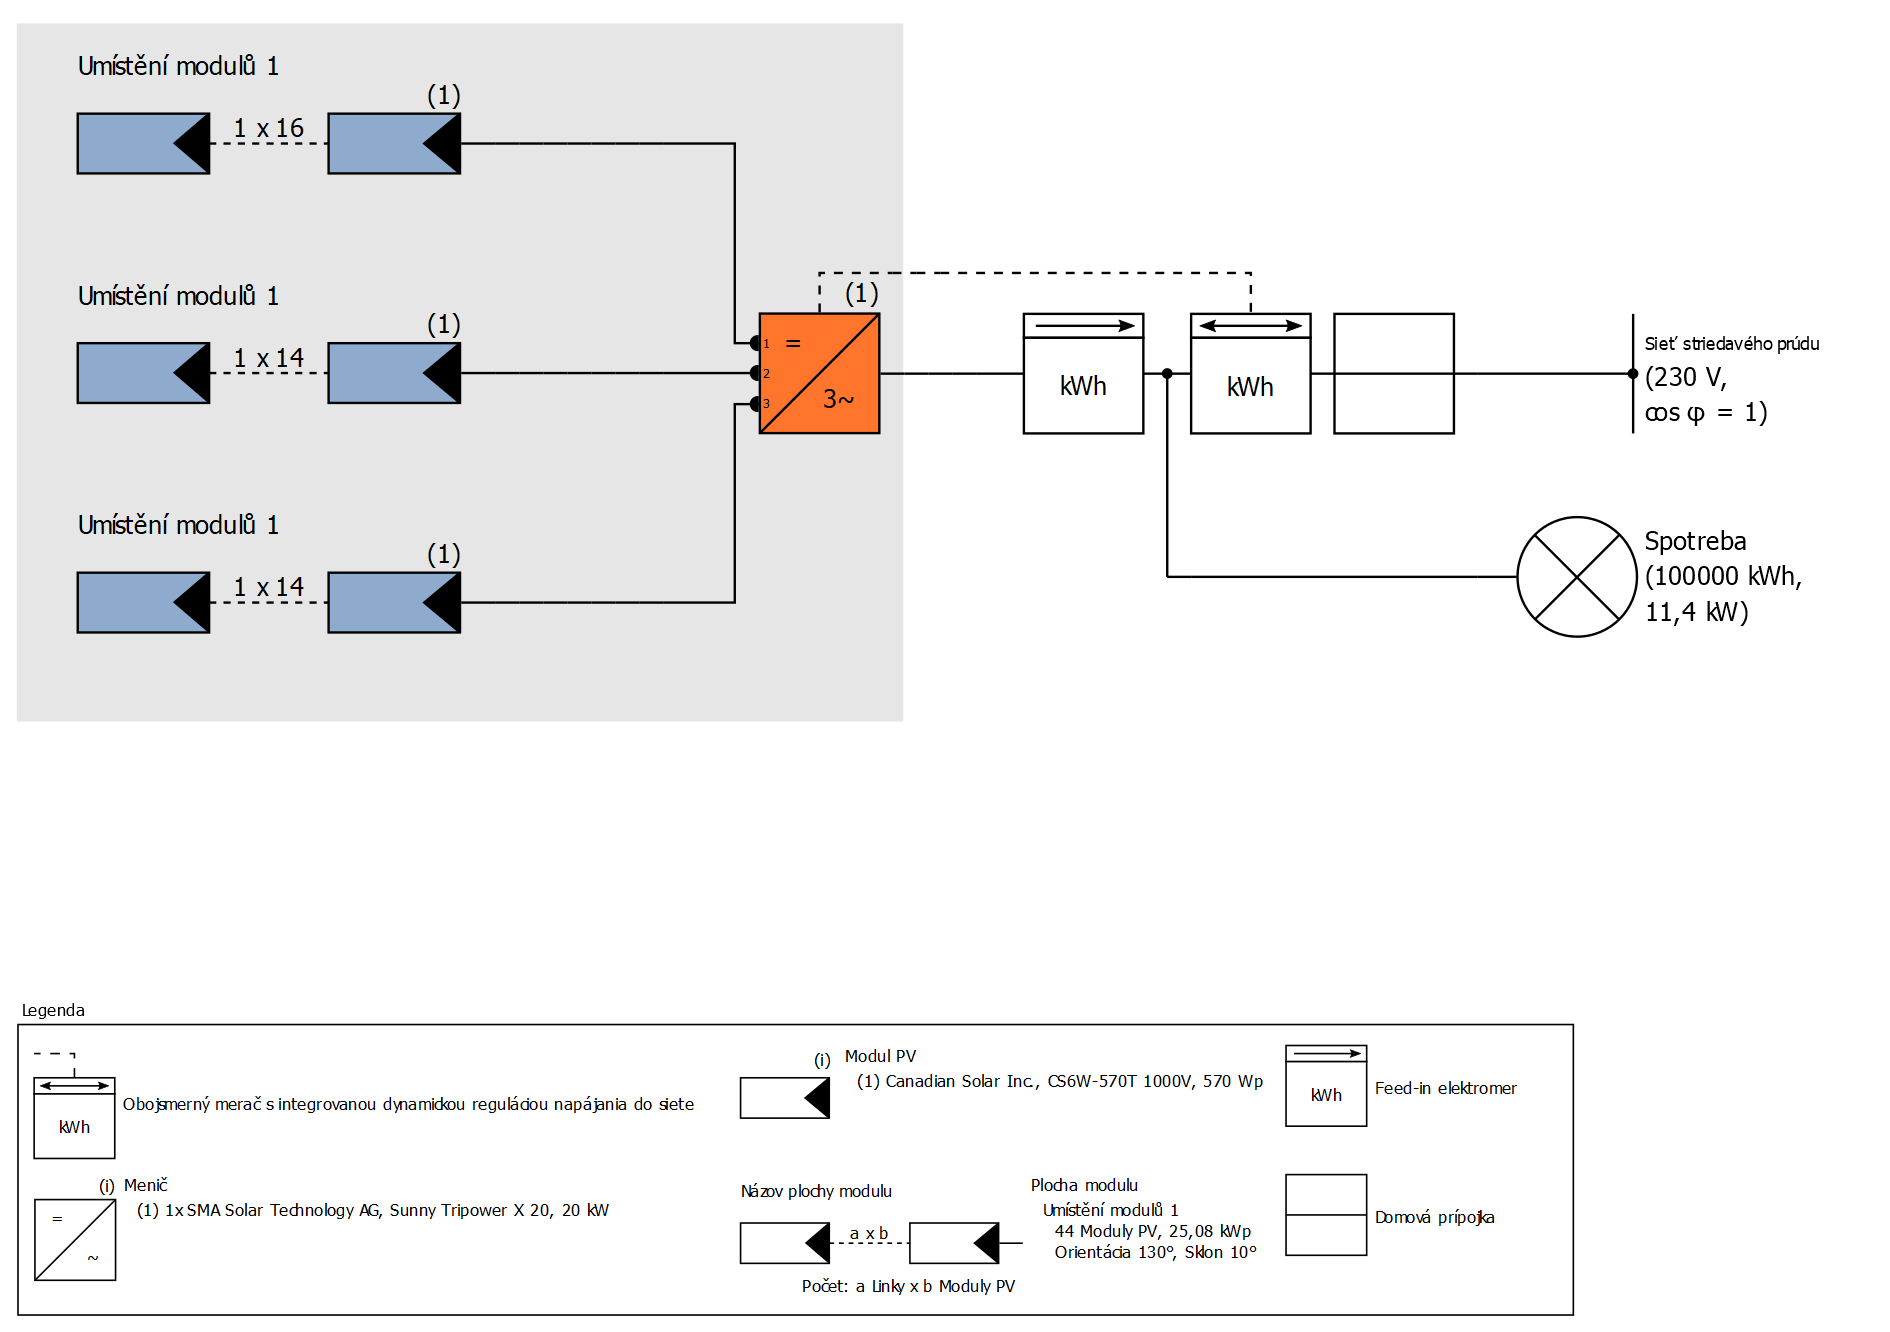 Umístění modulů 1
(1)
1 x 16
Umístění modulů 1
(1)
1 x 14
Umístění modulů 1
(1)
1 x 14
(1)
1 =
2
3 3~
kWh
kWh
Sieť striedavého prúdu
(230 V,
cos φ = 1)
Spotreba
(100000 kWh,
11,4 kW)
Legenda
kWh
Obojsmerný merač s integrovanou dynamickou reguláciou napájania do siete
(i) Menič
(1) 1x SMA Solar Technology AG, Sunny Tripower X 20, 20 kW
=
~
(i) Modul PV
(1) Canadian Solar Inc., CS6W-570T 1000V, 570 Wp
Názov plochy modulu
a x b
Počet: a Linky x b Moduly PV
Plocha modulu
Umístění modulů 1
44 Moduly PV, 25,08 kWp
Orientácia 130°, Sklon 10°
kWh
Feed-in elektromer
Domová prípojka